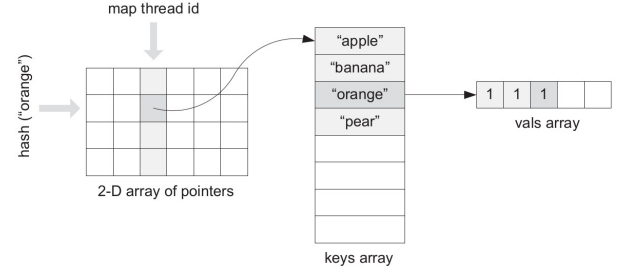 map thread id
hash (“orange”)
“apple”
“banana”
“orange”
“pear”
1 1 1
vals array
2-D array of pointers
keys array